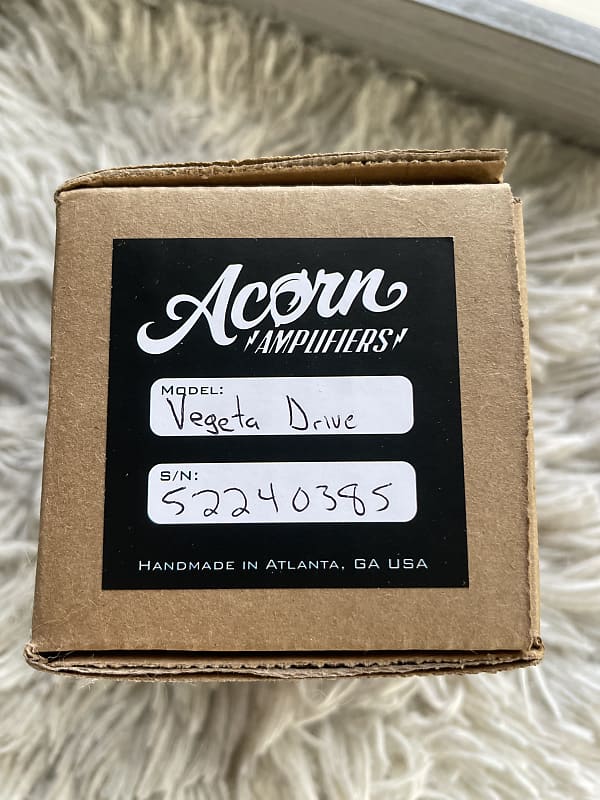 Acorn
AMPLIFIERS
MODEL:
Vegeta Drive
S/N:
52240385
HANDMADE IN ATLANTA, GA USA